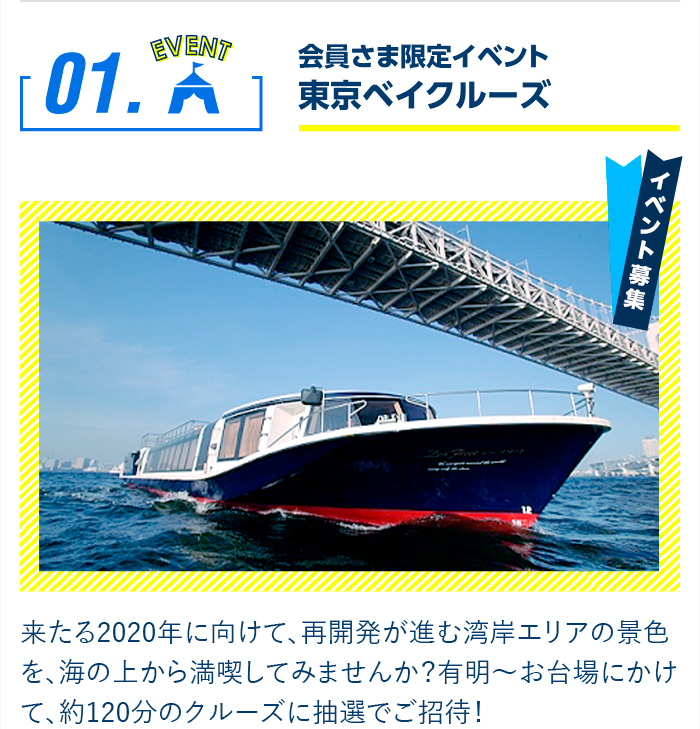 01.
EVENT
会員さま限定イベント
東京ベイクルーズ
イベント募集
来たる2020年に向けて、再開発が進む湾岸エリアの景色
を、海の上から満喫してみませんか?有明〜お台場にかけ
て、約120分のクルーズに抽選でご招待!